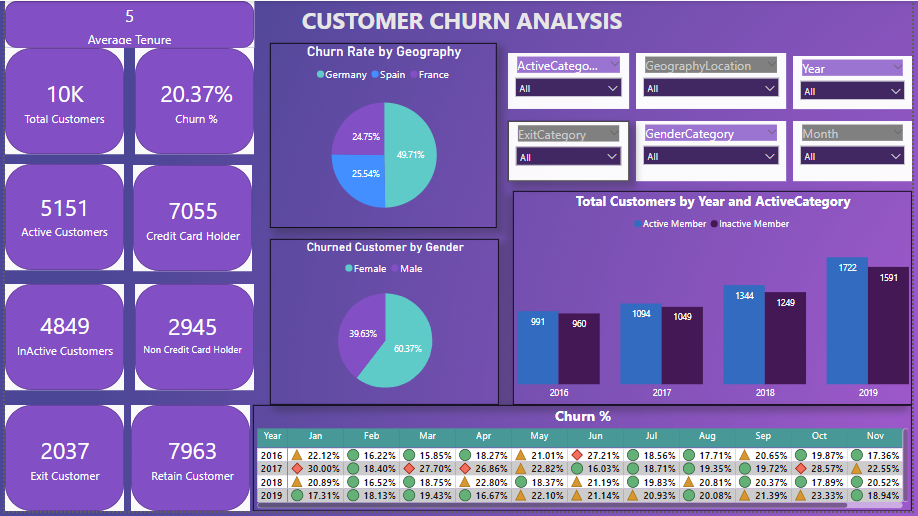 CUSTOMER CHURN ANALYSIS
5
Average Tenure
10K
Total Customers
20.37%
Churn %
5151
Active Customers
7055
Credit Card Holder
4849
InActive Customers
2945
Non Credit Card Holder
2037
Exit Customer
7963
Retain Customer
Churn Rate by Geography
Germany Spain France
24.75%
49.71%
25.54%
Churned Customer by Gender
Female Male
39.63%
60.37%
ActiveCatego...
All
GeographyLocation
All
Year
All
ExitCategory
All
GenderCategory
All
Month
All
Total Customers by Year and ActiveCategory
Active Member Inactive Member
991 960 1094 1049 1344 1249 1722 1591
2016 2017 2018 2019
Churn %
Year Jan Feb Mar Apr May Jun Jul Aug Sep Oct Nov
2016 22.12% 16.22% 15.85% 18.27% 21.01% 27.21% 18.56% 17.71% 20.65% 19.87% 17.36%
2017 30.00% 18.40% 27.70% 26.86% 22.82% 16.03% 18.71% 19.35% 19.72% 28.57% 22.55%
2018 20.89% 16.52% 18.75% 22.80% 18.37% 21.19% 19.83% 20.81% 20.37% 17.89% 20.52%
2019 17.31% 18.13% 19.43% 16.67% 22.10% 21.14% 20.93% 20.08% 21.39% 23.33% 18.94%